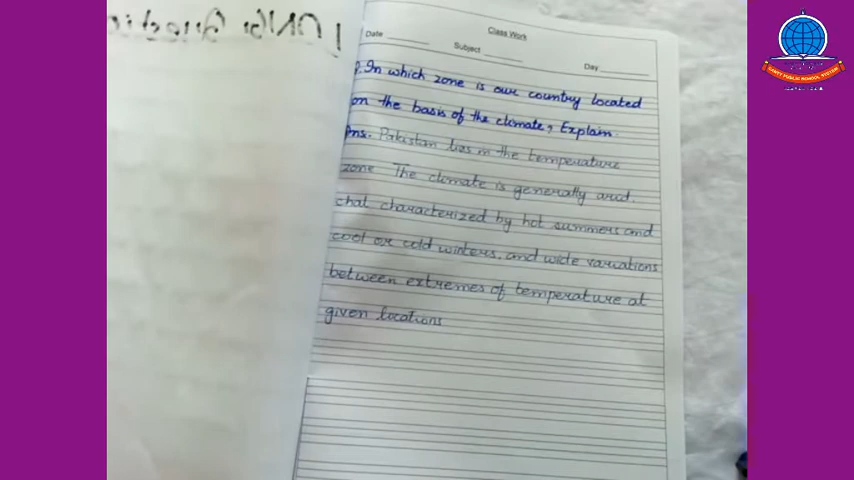 Class Work
Date
Subject
Day
Q. In which zone is our country located
on the basis of the climate, Explain.
Ans. Pakistan lies in the temperature
zone The climate is generally arid.
chat characterized by hot summers and
cool or cold winters, and wide variations
between extremes of temperature at
given locations